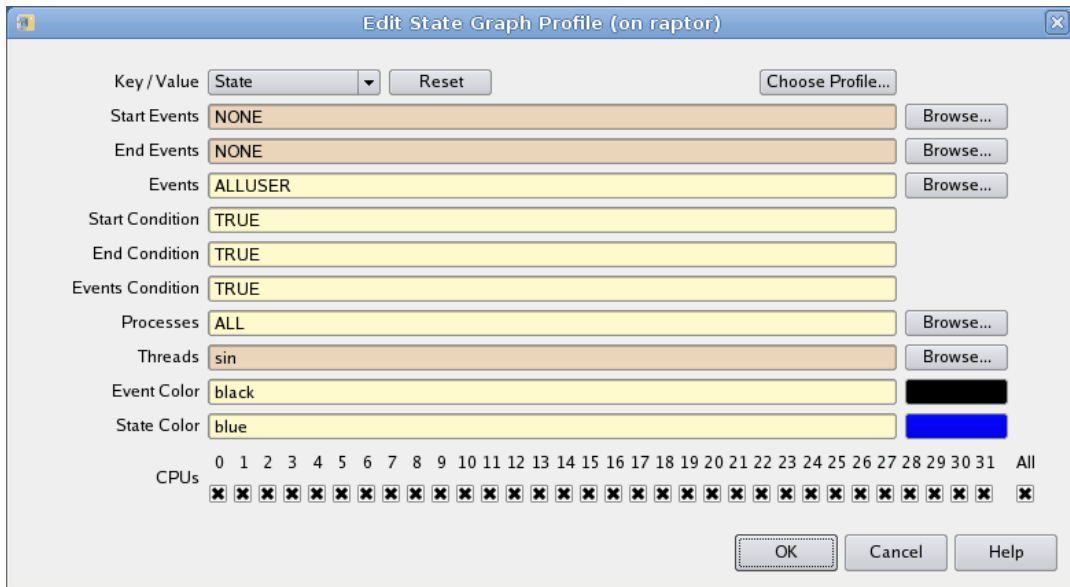 Edit State Graph Profile (on raptor)
Key / Value State Reset Choose Profile...
Start Events NONE Browse...
End Events NONE Browse...
Events ALLUSER Browse...
Start Condition TRUE
End Condition TRUE
Events Condition TRUE
Processes ALL Browse...
Threads sin Browse...
Event Color black
State Color blue
0 1 2 3 4 5 6 7 8 9 10 11 12 13 14 15 16 17 18 19 20 21 22 23 24 25 26 27 28 29 30 31 All
CPUs
OK Cancel Help